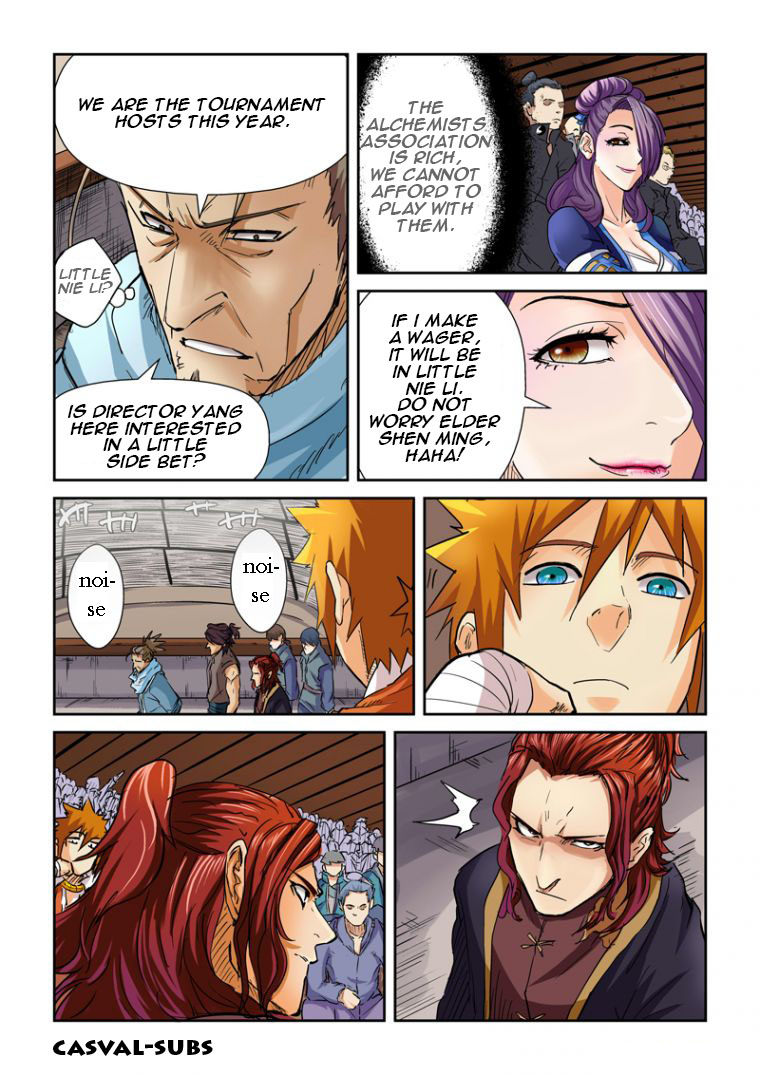 WE ARE THE TOURNAMENT
HOSTS THIS YEAR.
LITTLE
NIE LI?
IS DIRECTOR YANG
HERE INTERESTED
IN A LITTLE
SIDE BET?
THE
ALCHEMISTS
ASSOCIATION
IS RICH,
WE CANNOT
AFFORD TO
PLAY WITH
THEM.
IF I MAKE
A WAGER,
IT WILL BE
IN LITTLE
NIE LI.
DO NOT
WORRY ELDER
SHEN MING,
HAHA!
noi-
se
noi-
se
CASVAL-SUBS